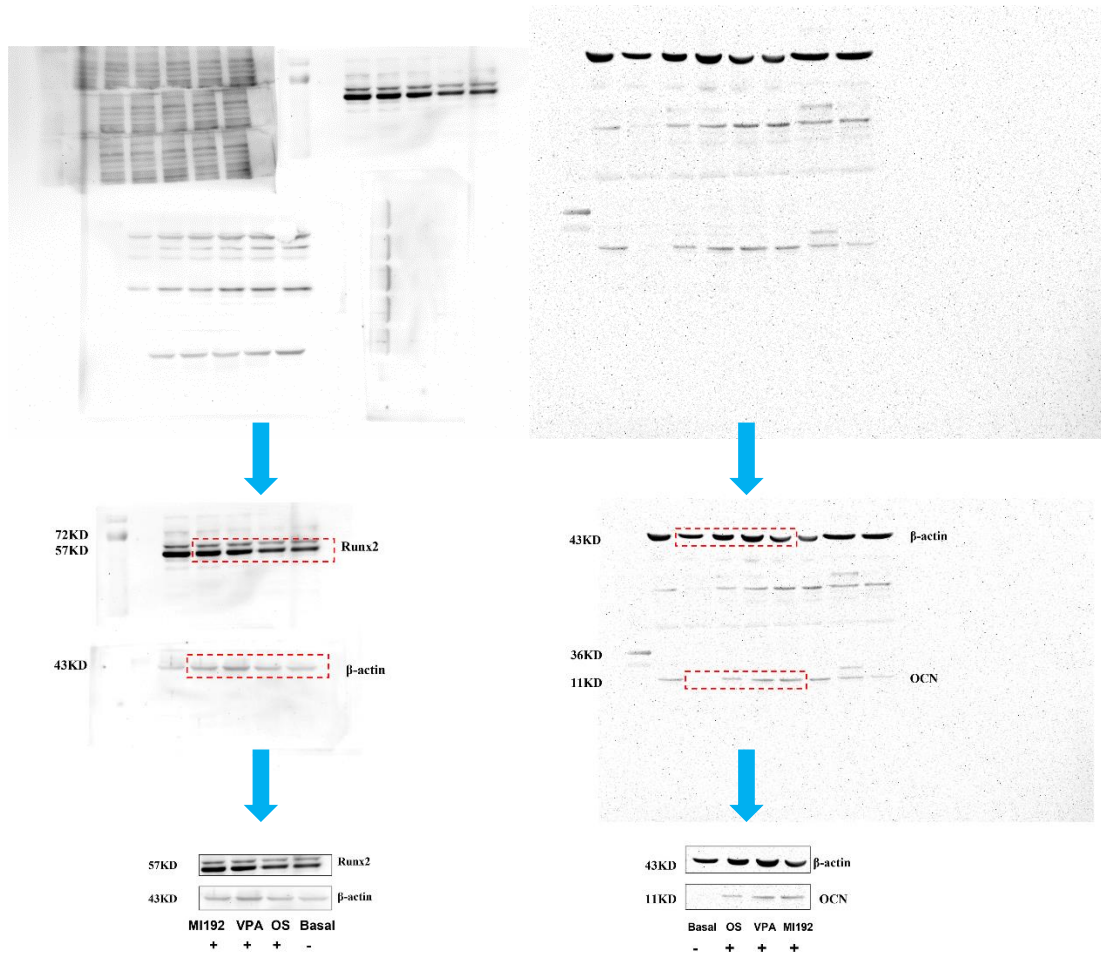 72KD
57KD
Runx2
43KD
β-actin
43KD
β-actin
36KD
11KD
OCN
57KD
Runx2
43KD
β-actin
MI192 VPA OS Basal
+ + + -
43KD
β-actin
11KD
OCN
Basal OS VPA MI192
- + + +